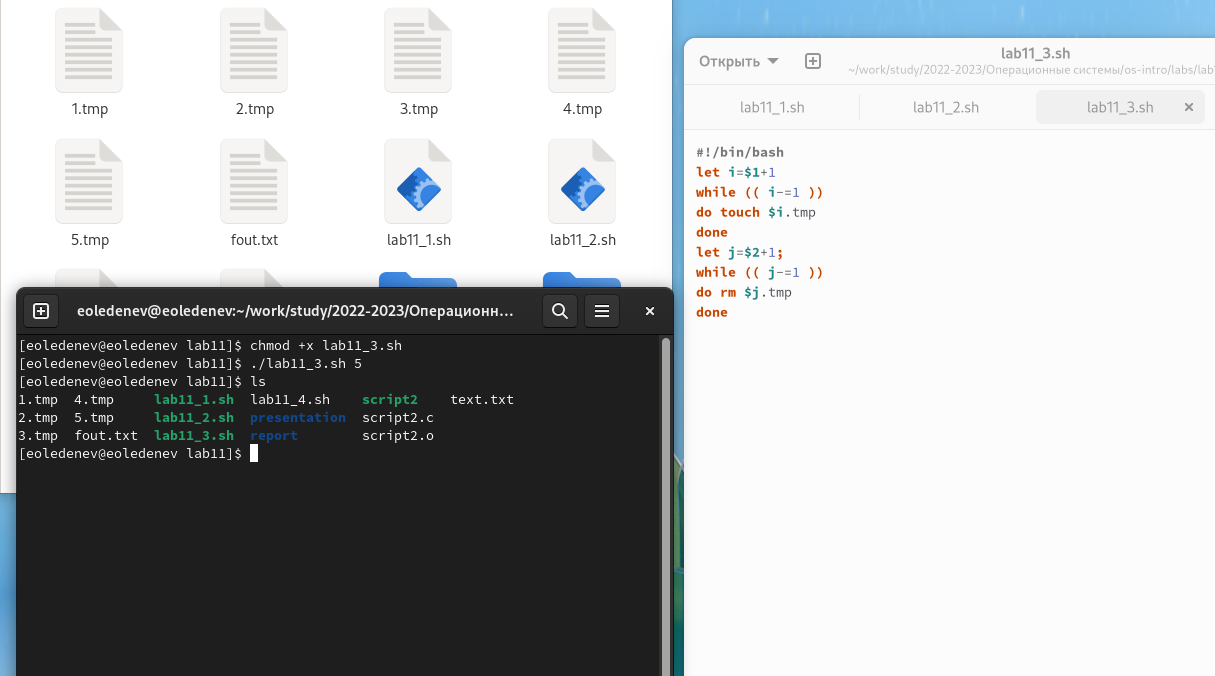 1.tmp
2.tmp
3.tmp
4.tmp
5.tmp
fout.txt
lab11_1.sh
lab11_2.sh
eoledenev@eoledenev:~/work/study/2022-2023/Операционн...
[eoledenev@eoledenev lab11]$ chmod +x lab11_3.sh
[eoledenev@eoledenev lab11]$ ./lab11_3.sh 5
[eoledenev@eoledenev lab11]$ ls
1.tmp  4.tmp     lab11_1.sh  lab11_4.sh    script2    text.txt
2.tmp  5.tmp     lab11_2.sh  presentation  script2.c
3.tmp  fout.txt  lab11_3.sh  report        script2.o
[eoledenev@eoledenev lab11]$
Открыть
lab11_3.sh
~/work/study/2022-2023/Операционные системы/os-intro/labs/lab1
lab11_1.sh
lab11_2.sh
lab11_3.sh
#!/bin/bash
let i=$1+1
while (( i-=1 ))
do touch $i.tmp
done
let j=$2+1;
while (( j-=1 ))
do rm $j.tmp
done